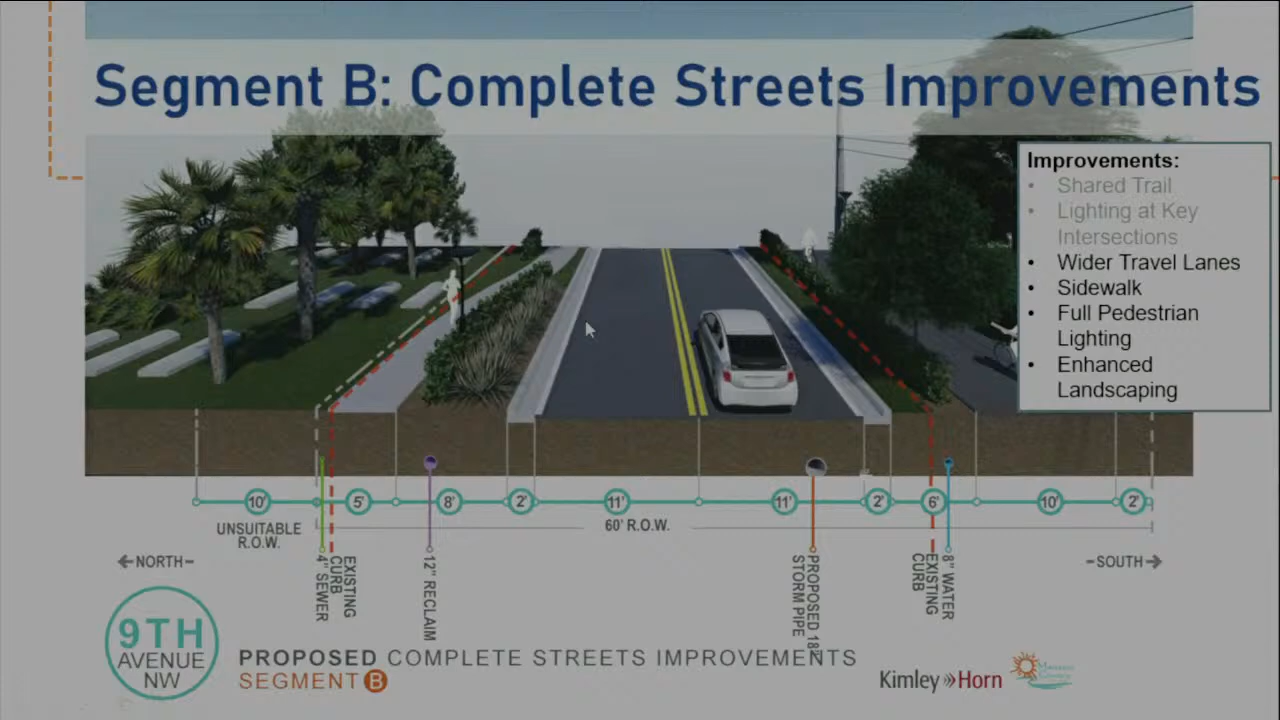 Segment B: Complete Streets Improvements
Improvements:
• Shared Trail
• Lighting at Key
Intersections
• Wider Travel Lanes
• Sidewalk
• Full Pedestrian
Lighting
• Enhanced
Landscaping
10' 5' 8' 2' 11' 11' 2' 6' 10' 2'
UNSUITABLE
R.O.W.
60' R.O.W.
NORTH
SOUTH
4" SEWER
EXISTING
CURB
12" RECLAIM
PROPOSED 18"
STORM PIPE
EXISTING
CURB
8" WATER
9TH
AVENUE
NW
PROPOSED COMPLETE STREETS IMPROVEMENTS
SEGMENT B
Kimley»Horn